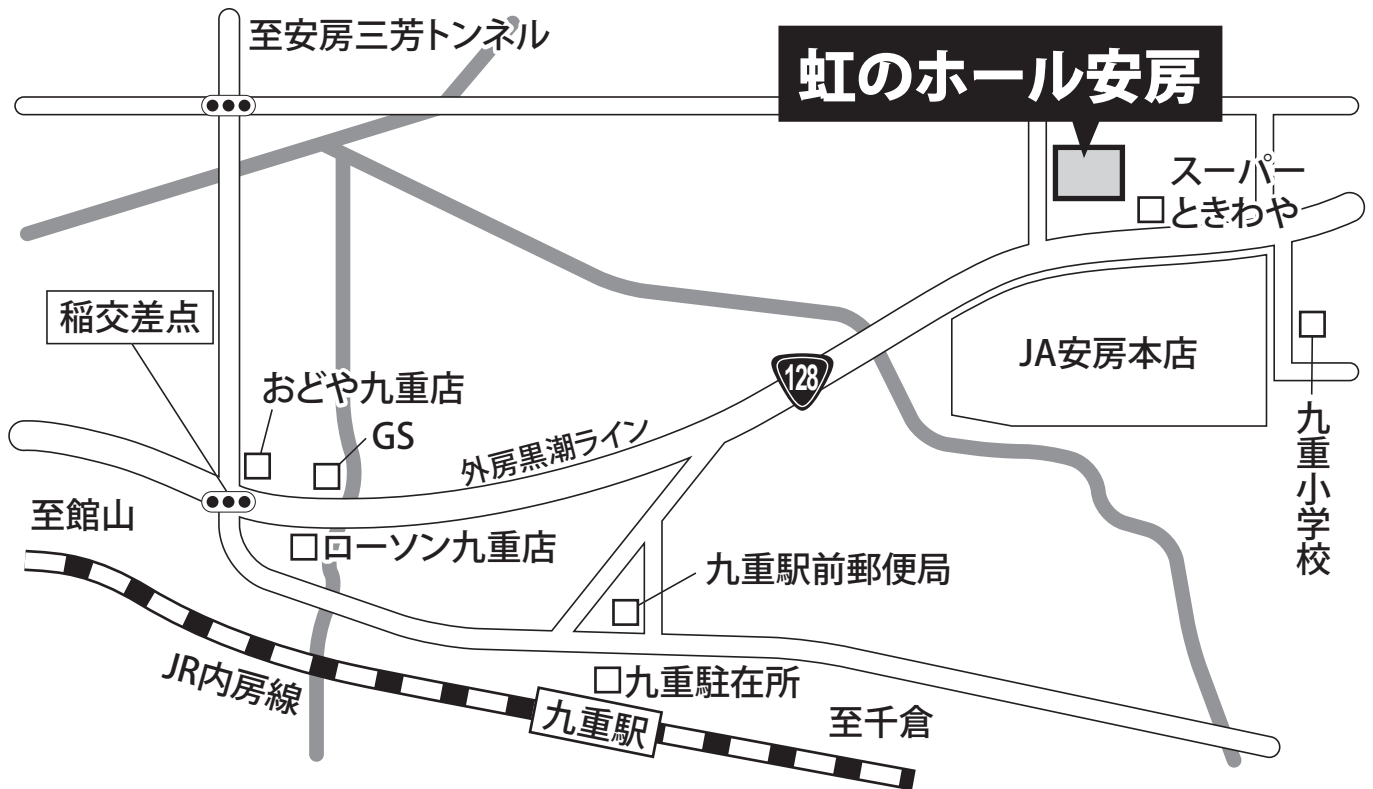 至安房三芳トンネル
虹のホール安房
スーパー
ときわや
稲交差点
おどや九重店
GS
外房黒潮ライン
128
JA安房本店
九重小学校
至館山
ローソン九重店
九重駅前郵便局
JR内房線
九重駐在所
九重駅
至千倉